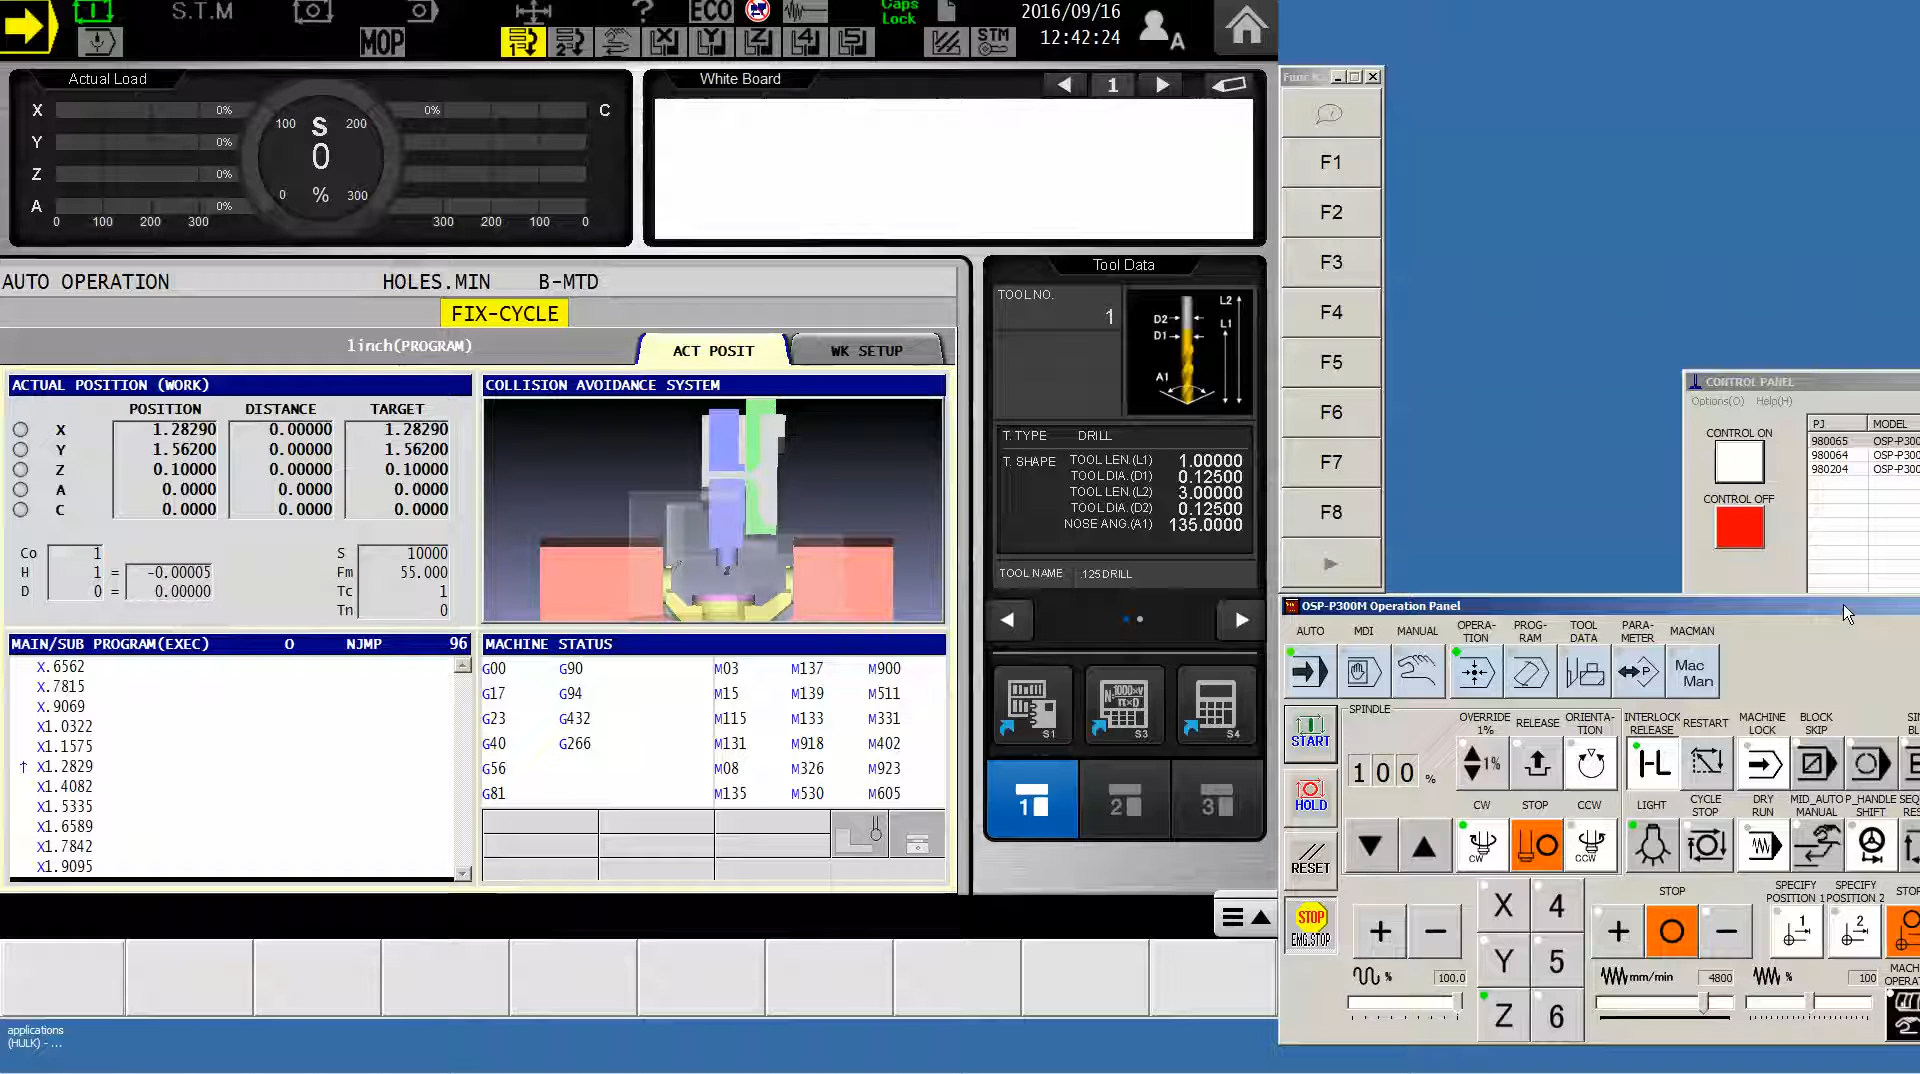 S.T.M
MOP
ECO
Caps
Lock
2016/09/16
12:42:24
STM
A
Actual Load
X 0% 0% C
Y 0%
Z 0%
A 0%
100 S 200
0
0 % 300
0 100 200 300
300 200 100 0
White Board
1
AUTO OPERATION HOLES.MIN B-MTD
FIX-CYCLE
1inch(PROGRAM)
ACT POSIT
WK SETUP
ACTUAL POSITION (WORK)
POSITION DISTANCE TARGET
X 1.28290 0.00000 1.28290
Y 1.56200 0.00000 1.56200
Z 0.10000 0.00000 0.10000
A 0.0000 0.0000 0.0000
C 0.0000 0.0000 0.0000
Co 1 S 10000
H 1 = -0.00005 Fm 55.000
D 0 = 0.00000 Tc 1
Tn 0
COLLISION AVOIDANCE SYSTEM
MAIN/SUB PROGRAM(EXEC) O NJMP 96
X.6562
X.7815
X.9069
X1.0322
X1.1575
↑ X1.2829
X1.4082
X1.5335
X1.6589
X1.7842
X1.9095
MACHINE STATUS
G00 G90 M03 M137 M900
G17 G94 M15 M139 M511
G23 G432 M115 M133 M331
G40 G266 M131 M918 M402
G56 M08 M326 M923
G81 M135 M530 M605
Tool Data
TOOL NO.
1
L2
D2
L1
D1
A1
T. TYPE DRILL
T. SHAPE TOOL LEN.(L1) 1.00000
TOOL DIA.(D1) 0.12500
TOOL LEN.(L2) 3.00000
TOOL DIA.(D2) 0.12500
NOSE ANG.(A1) 135.0000
TOOL NAME .125DRILL
S1 S3 S4
1 2 3
applications
(HULK) - ...
F1
F2
F3
F4
F5
F6
F7
F8
CONTROL PANEL
Options(O) Help(H)
CONTROL ON
CONTROL OFF
PJ MODEL
980065 OSP-P300
980064 OSP-P300
980204 OSP-P300
OSP-P300M Operation Panel
AUTO MDI MANUAL OPERA-
TION PROG-
RAM TOOL
DATA PARA-
METER MACMAN
Mac
Man
START
HOLD
RESET
STOP
EMG.STOP
SPINDLE
100 %
OVERRIDE
1% RELEASE ORIENTA-
TION INTERLOCK
RELEASE RESTART MACHINE
LOCK BLOCK
SKIP
1%
CW STOP CCW LIGHT CYCLE
STOP DRY
RUN MID_AUTO
MANUAL P_HANDLE
SHIFT
CW CCW
X 4
Y 5
Z 6
STOP
SPECIFY
POSITION 1
SPECIFY
POSITION 2
1 2
% 100.0
mm/min 4800
% 100